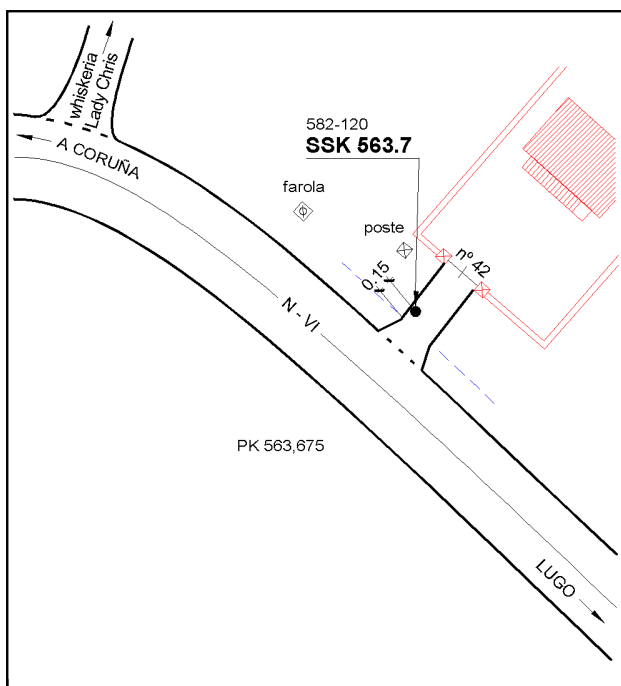 whiskeria
Lady Chris
A CORUÑA
582-120
SSK 563.7
farola
poste
nº 42
0.15
N - VI
PK 563,675
LUGO